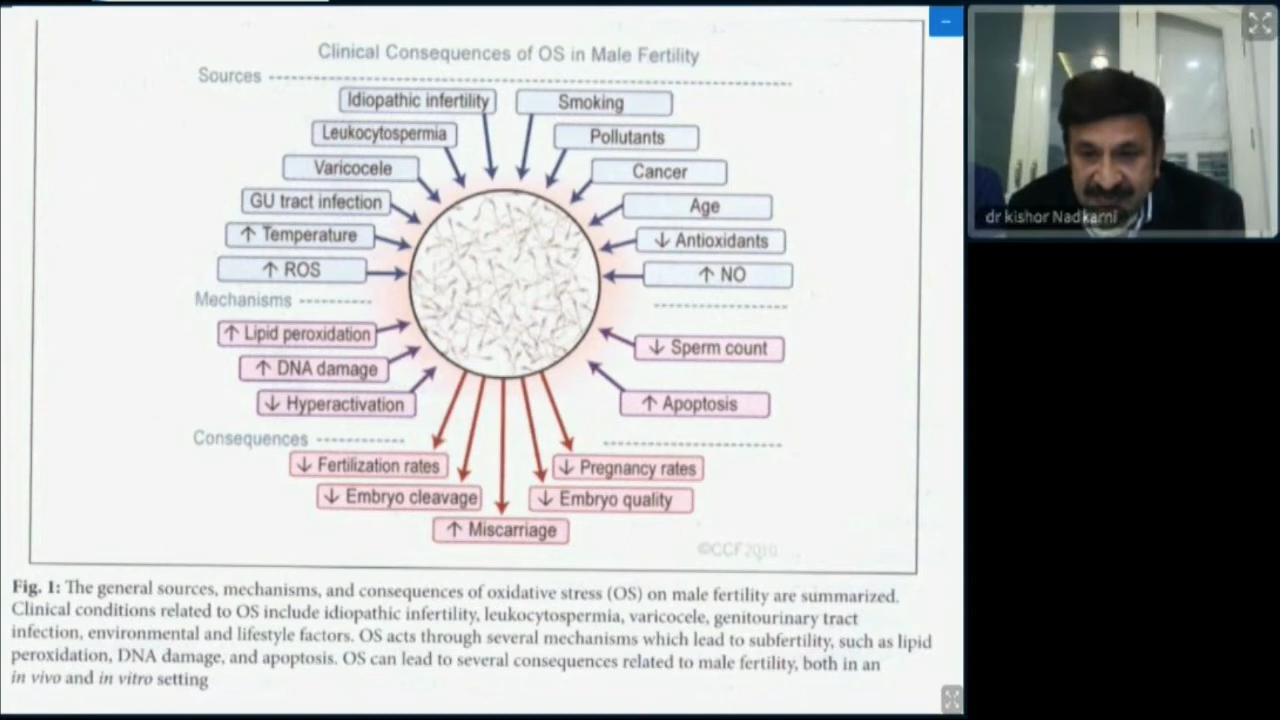 Clinical Consequences of OS in Male Fertility
Sources
Idiopathic infertility
Smoking
Leukocytospermia
Pollutants
Varicocele
Cancer
GU tract infection
Age
↑ Temperature
↓ Antioxidants
↑ ROS
↑ NO
Mechanisms
↑ Lipid peroxidation
↓ Sperm count
↑ DNA damage
↓ Hyperactivation
↑ Apoptosis
Consequences
↓ Fertilization rates
↓ Pregnancy rates
↓ Embryo cleavage
↓ Embryo quality
↑ Miscarriage
©CCF 2010
Fig. 1: The general sources, mechanisms, and consequences of oxidative stress (OS) on male fertility are summarized.
Clinical conditions related to OS include idiopathic infertility, leukocytospermia, varicocele, genitourinary tract
infection, environmental and lifestyle factors. OS acts through several mechanisms which lead to subfertility, such as lipid
peroxidation, DNA damage, and apoptosis. OS can lead to several consequences related to male fertility, both in an
in vivo and in vitro setting
dr kishor Nadkarni